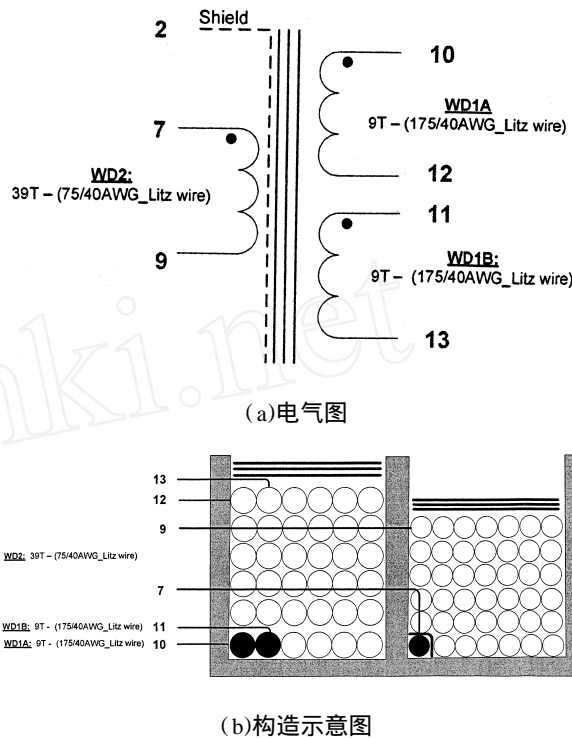 Shield
2
10
WD1A
9T – (175/40AWG_Litz wire)
7
WD2:
39T – (75/40AWG_Litz wire)
12
11
9
WD1B:
9T – (175/40AWG_Litz wire)
13
nki.net
(a)电气图
13
12
9
WD2: 39T – (75/40AWG_Litz wire)
7
WD1B: 9T - (175/40AWG_Litz wire) 11
WD1A: 9T - (175/40AWG_Litz wire) 10
(b)构造示意图